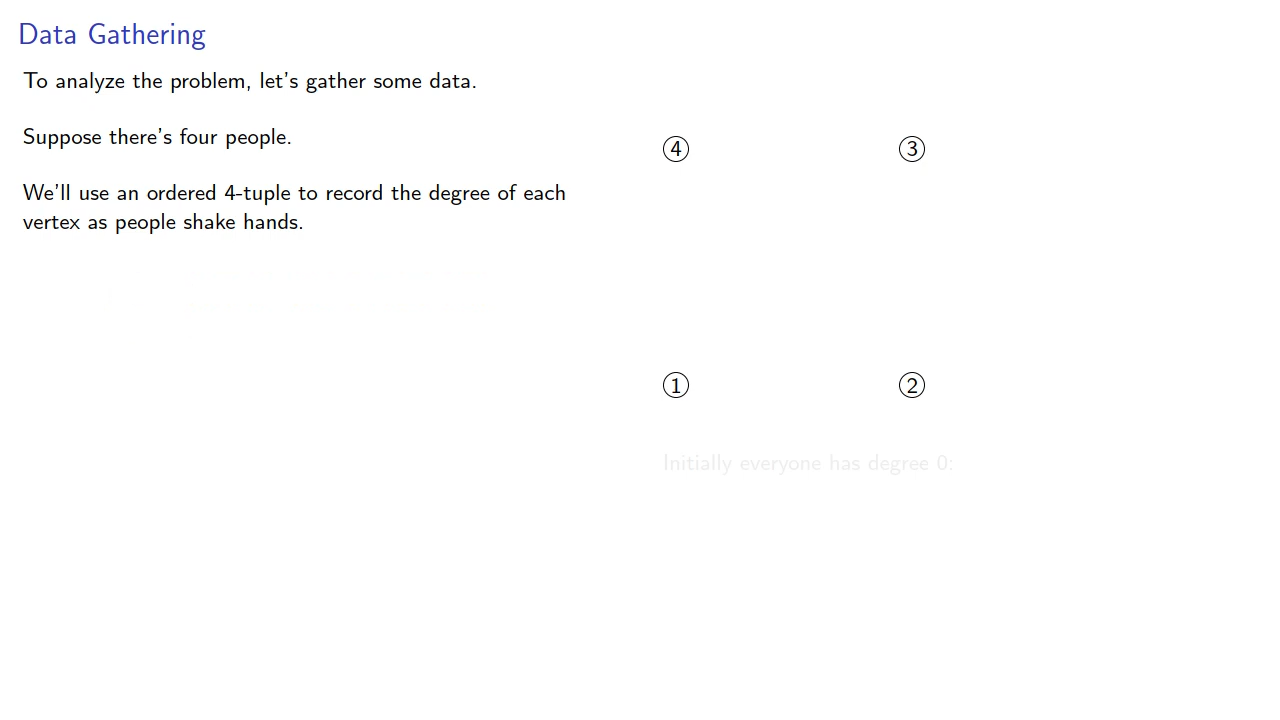 Data Gathering
To analyze the problem, let's gather some data.
Suppose there's four people.
We'll use an ordered 4-tuple to record the degree of each
vertex as people shake hands.
4 3
1 2
Initially everyone has degree 0: